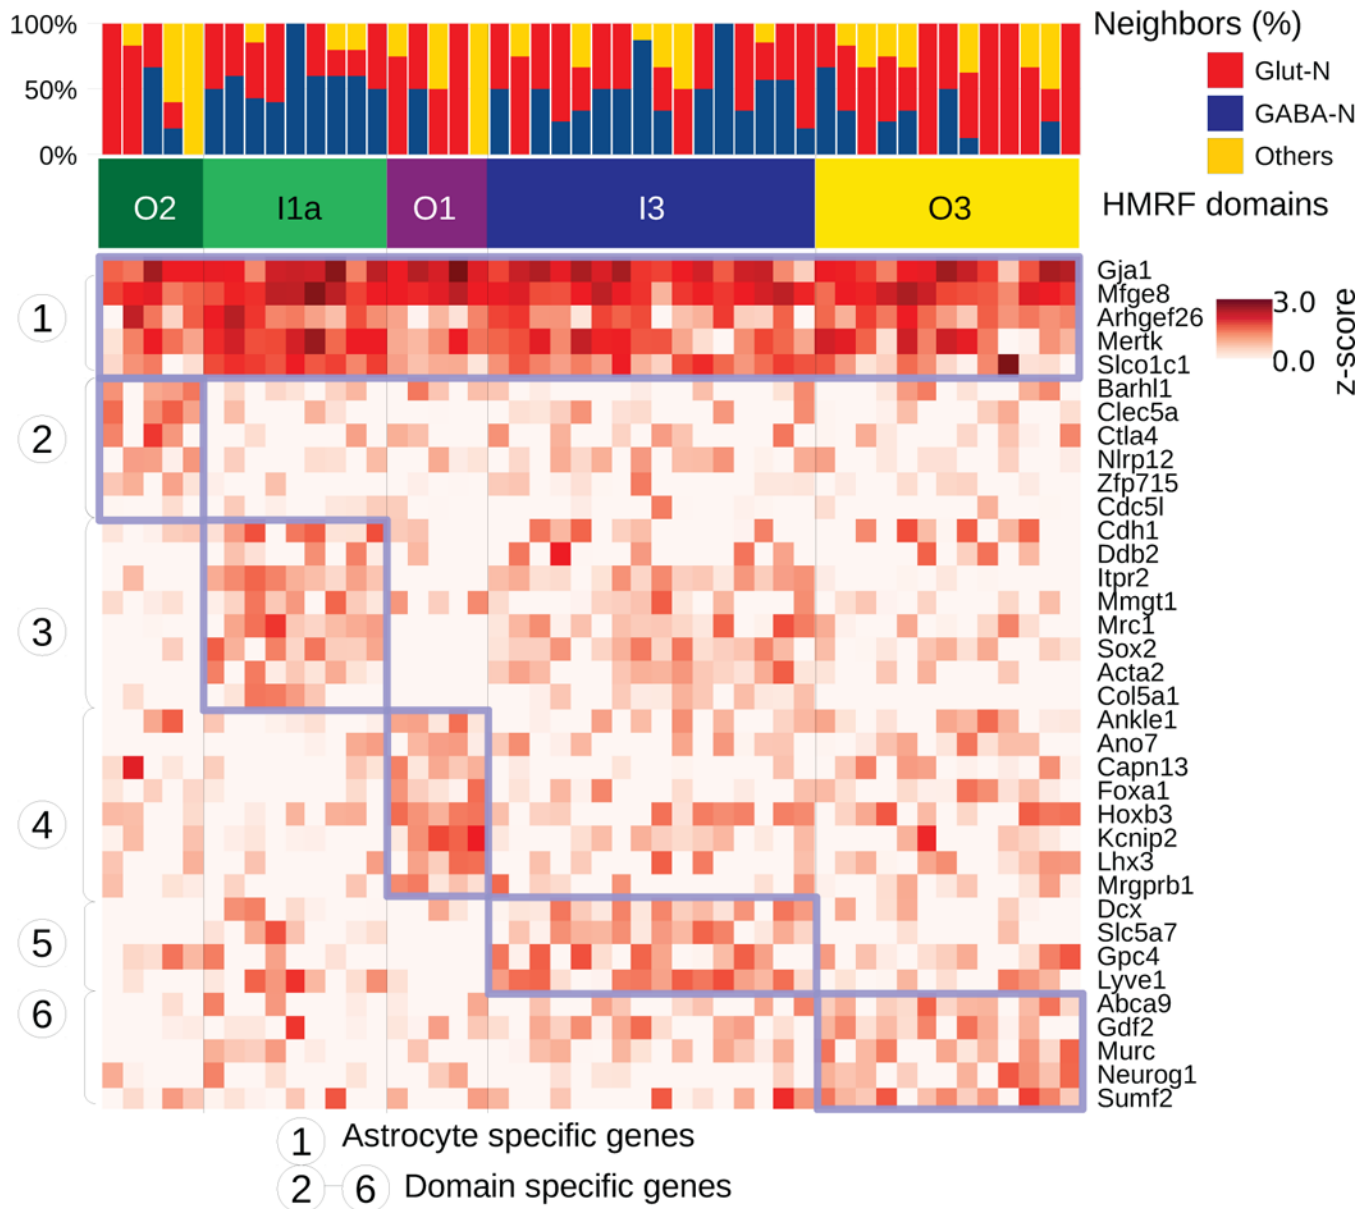 100%
50%
0%
Neighbors (%)
Glut-N
GABA-N
Others
O2 I1a O1 I3 O3
HMRF domains
Gja1
Mfge8
Arhgef26
Mertk
Slco1c1
Barhl1
Clec5a
Ctla4
Nlrp12
Zfp715
Cdc5l
Cdh1
Ddb2
Itpr2
Mmgt1
Mrc1
Sox2
Acta2
Col5a1
Ankle1
Ano7
Capn13
Foxa1
Hoxb3
Kcnip2
Lhx3
Mrgprb1
Dcx
Slc5a7
Gpc4
Lyve1
Abca9
Gdf2
Murc
Neurog1
Sumf2
3.0
0.0
z-score
1
2
3
4
5
6
1 Astrocyte specific genes
2–6 Domain specific genes